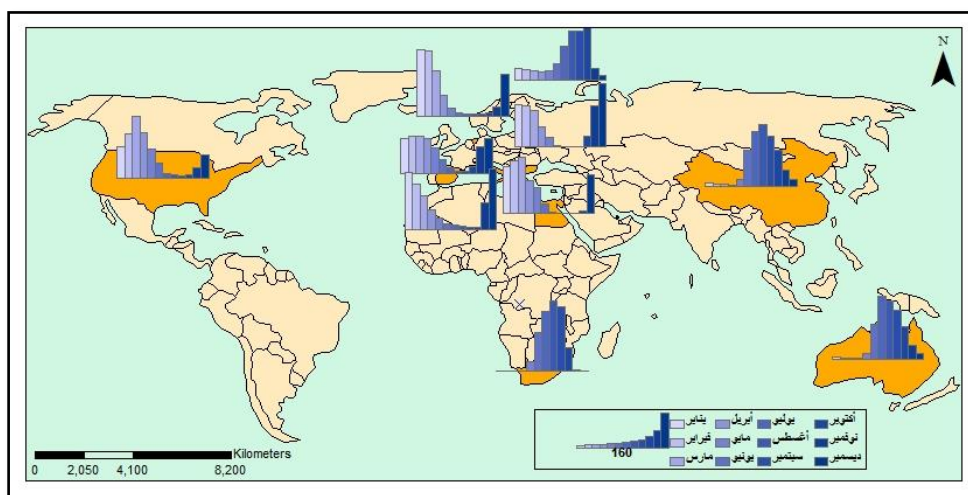 N
يناير أبريل يوليو أكتوبر
فبراير مايو أغسطس نوفمبر
مارس يونيو سبتمبر ديسمبر
160
Kilometers
0 2,050 4,100 8,200